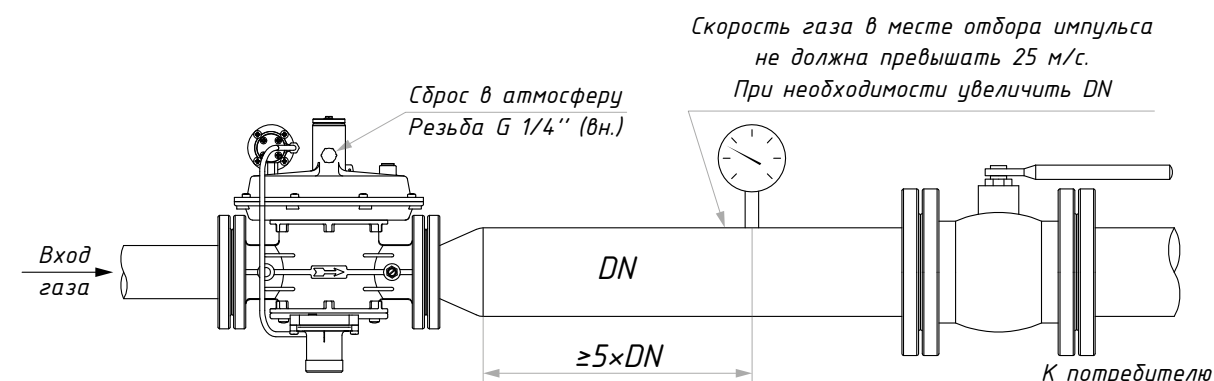 Скорость газа в месте отбора импульса
не должна превышать 25 м/с.
При необходимости увеличить DN
Сброс в атмосферу
Резьба G 1/4'' (вн.)
Вход
газа
DN
≥5×DN
К потребителю